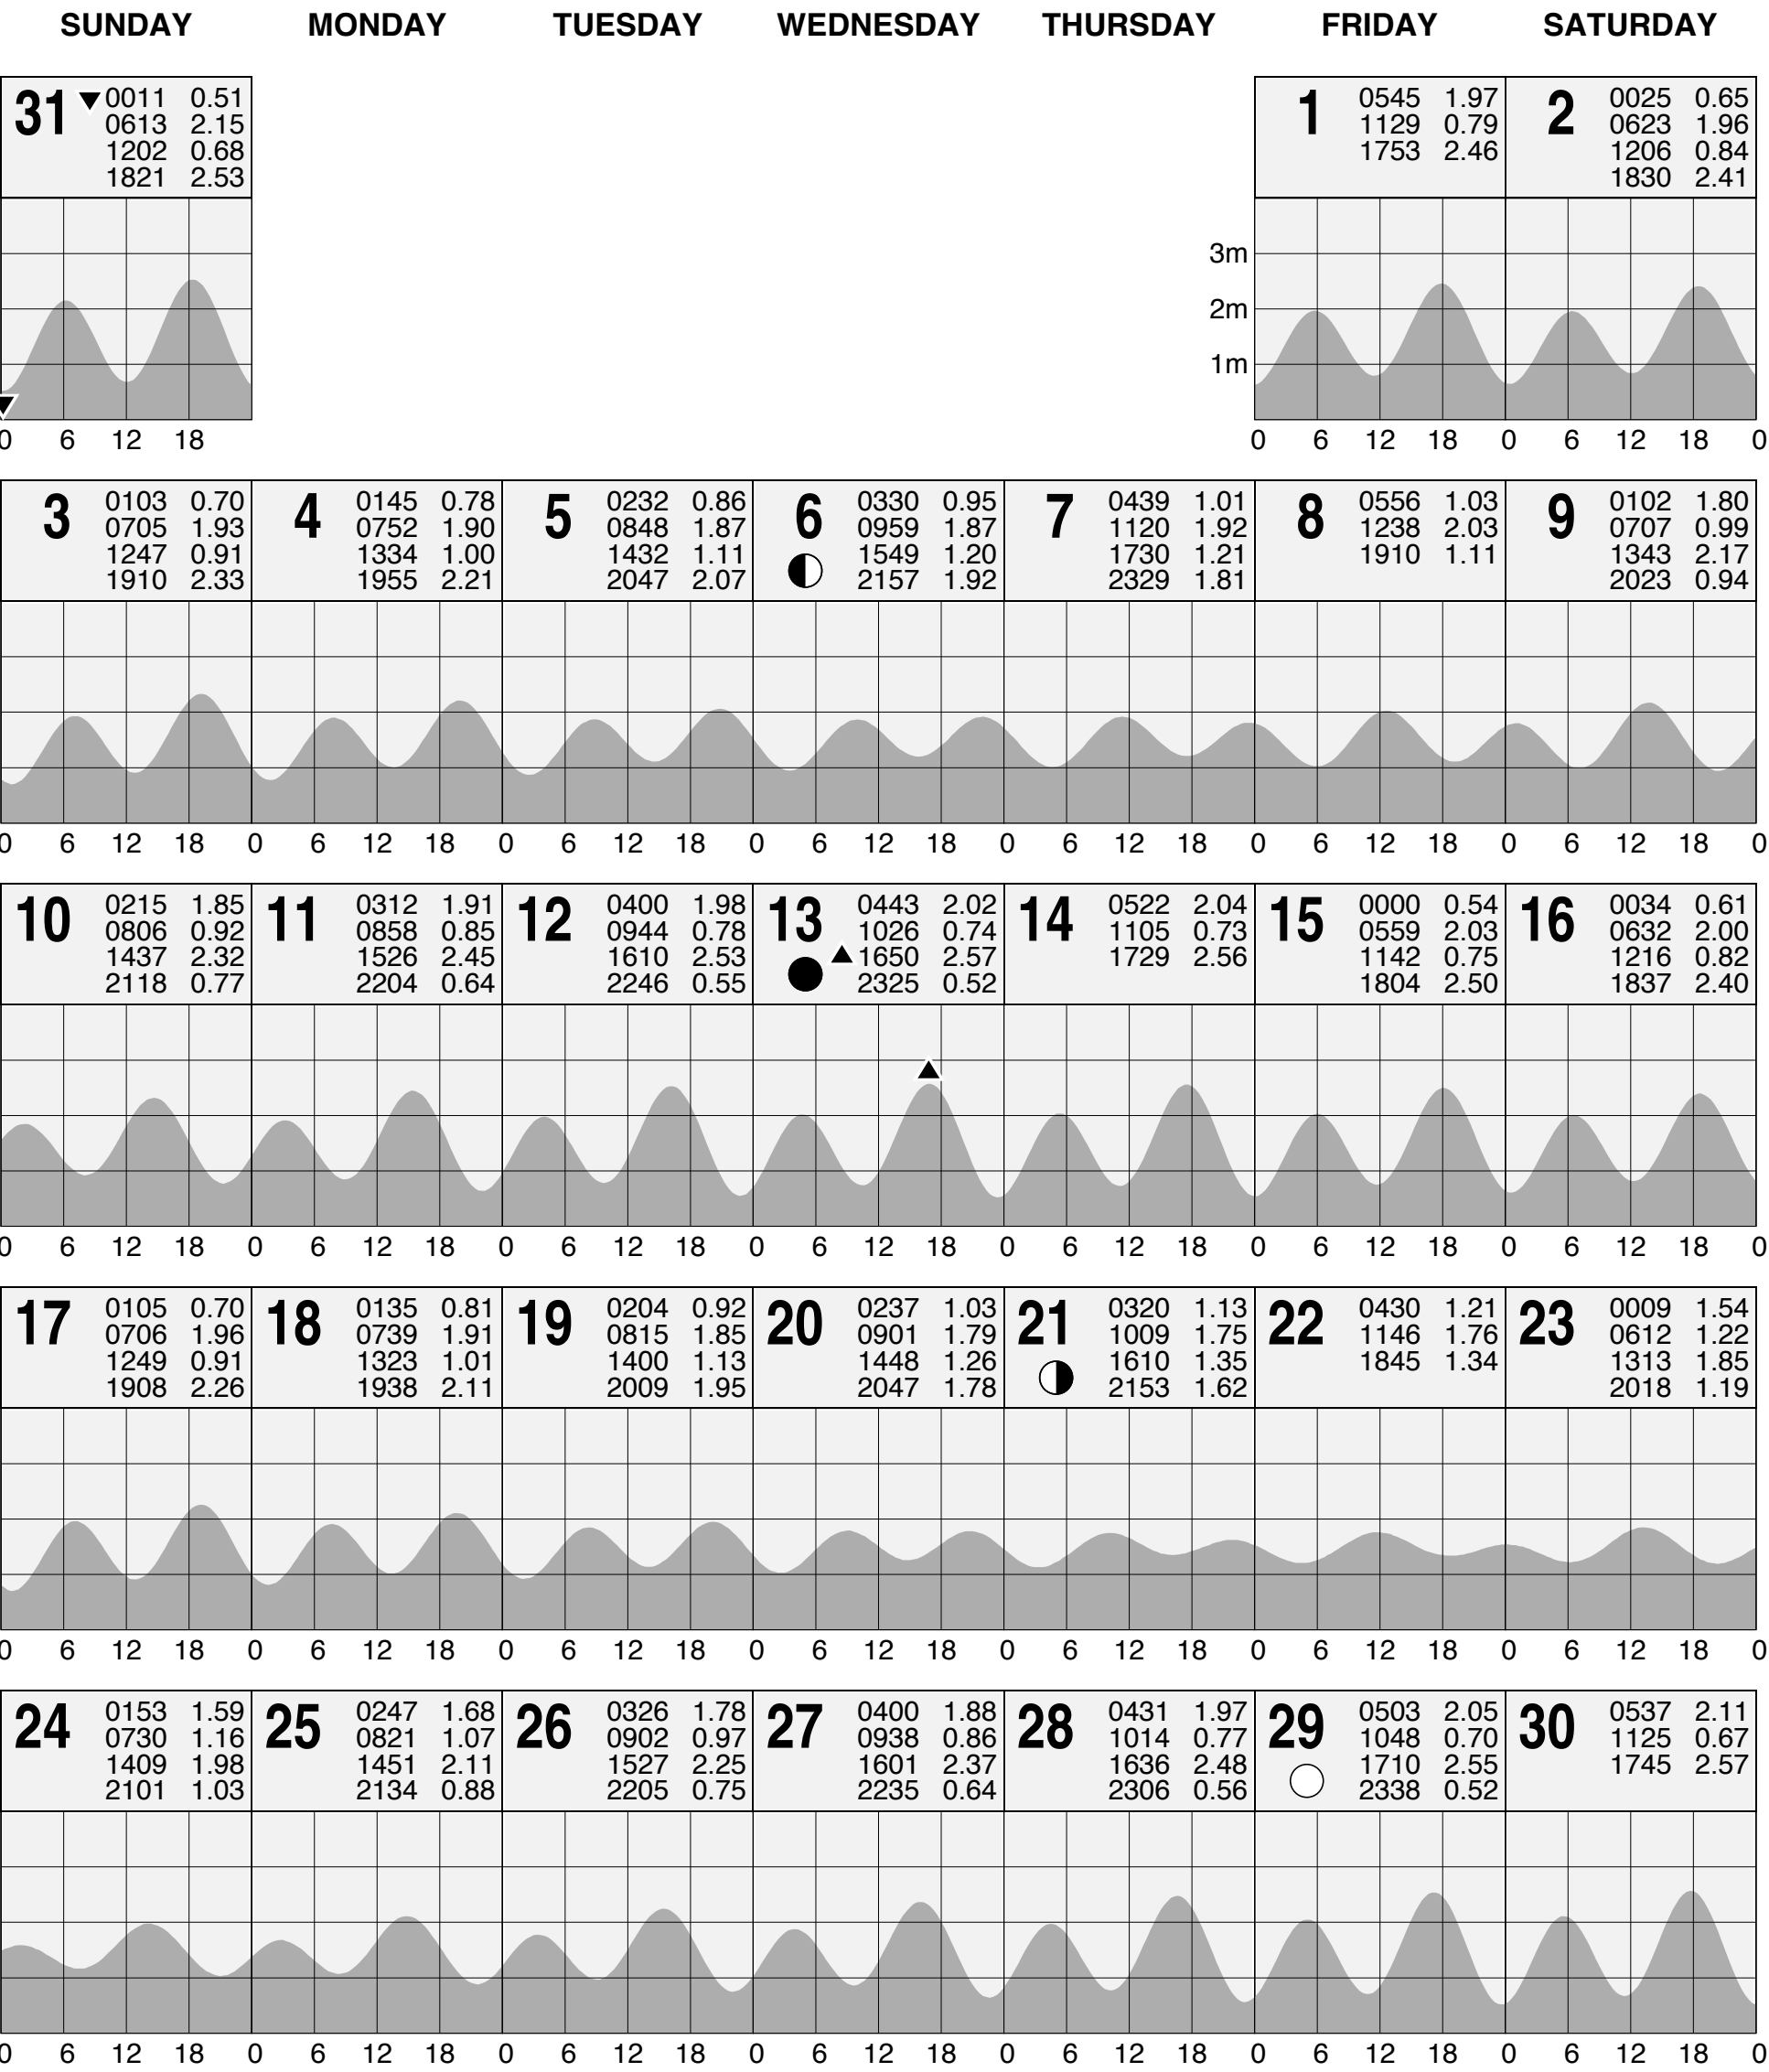 SUNDAY MONDAY TUESDAY WEDNESDAY THURSDAY FRIDAY SATURDAY
31 ▼ 0011 0.51
0613 2.15
1202 0.68
1821 2.53
1 0545 1.97
1129 0.79
1753 2.46
2 0025 0.65
0623 1.96
1206 0.84
1830 2.41
3m
2m
1m
0 6 12 18
0 6 12 18 0 6 12 18 0
3 0103 0.70
0705 1.93
1247 0.91
1910 2.33
4 0145 0.78
0752 1.90
1334 1.00
1955 2.21
5 0232 0.86
0848 1.87
1432 1.11
2047 2.07
6 0330 0.95
0959 1.87
1549 1.20
2157 1.92
7 0439 1.01
1120 1.92
1730 1.21
2329 1.81
8 0556 1.03
1238 2.03
1910 1.11
9 0102 1.80
0707 0.99
1343 2.17
2023 0.94
0 6 12 18 0 6 12 18 0 6 12 18 0 6 12 18 0 6 12 18 0 6 12 18 0 6 12 18 0
10 0215 1.85
0806 0.92
1437 2.32
2118 0.77
11 0312 1.91
0858 0.85
1526 2.45
2204 0.64
12 0400 1.98
0944 0.78
1610 2.53
2246 0.55
13 0443 2.02
1026 0.74
▲ 1650 2.57
2325 0.52
14 0522 2.04
1105 0.73
1729 2.56
15 0000 0.54
0559 2.03
1142 0.75
1804 2.50
16 0034 0.61
0632 2.00
1216 0.82
1837 2.40
0 6 12 18 0 6 12 18 0 6 12 18 0 6 12 18 0 6 12 18 0 6 12 18 0 6 12 18 0
17 0105 0.70
0706 1.96
1249 0.91
1908 2.26
18 0135 0.81
0739 1.91
1323 1.01
1938 2.11
19 0204 0.92
0815 1.85
1400 1.13
2009 1.95
20 0237 1.03
0901 1.79
1448 1.26
2047 1.78
21 0320 1.13
1009 1.75
1610 1.35
2153 1.62
22 0430 1.21
1146 1.76
1845 1.34
23 0009 1.54
0612 1.22
1313 1.85
2018 1.19
0 6 12 18 0 6 12 18 0 6 12 18 0 6 12 18 0 6 12 18 0 6 12 18 0 6 12 18 0
24 0153 1.59
0730 1.16
1409 1.98
2101 1.03
25 0247 1.68
0821 1.07
1451 2.11
2134 0.88
26 0326 1.78
0902 0.97
1527 2.25
2205 0.75
27 0400 1.88
0938 0.86
1601 2.37
2235 0.64
28 0431 1.97
1014 0.77
1636 2.48
2306 0.56
29 0503 2.05
1048 0.70
1710 2.55
2338 0.52
30 0537 2.11
1125 0.67
1745 2.57
0 6 12 18 0 6 12 18 0 6 12 18 0 6 12 18 0 6 12 18 0 6 12 18 0 6 12 18 0